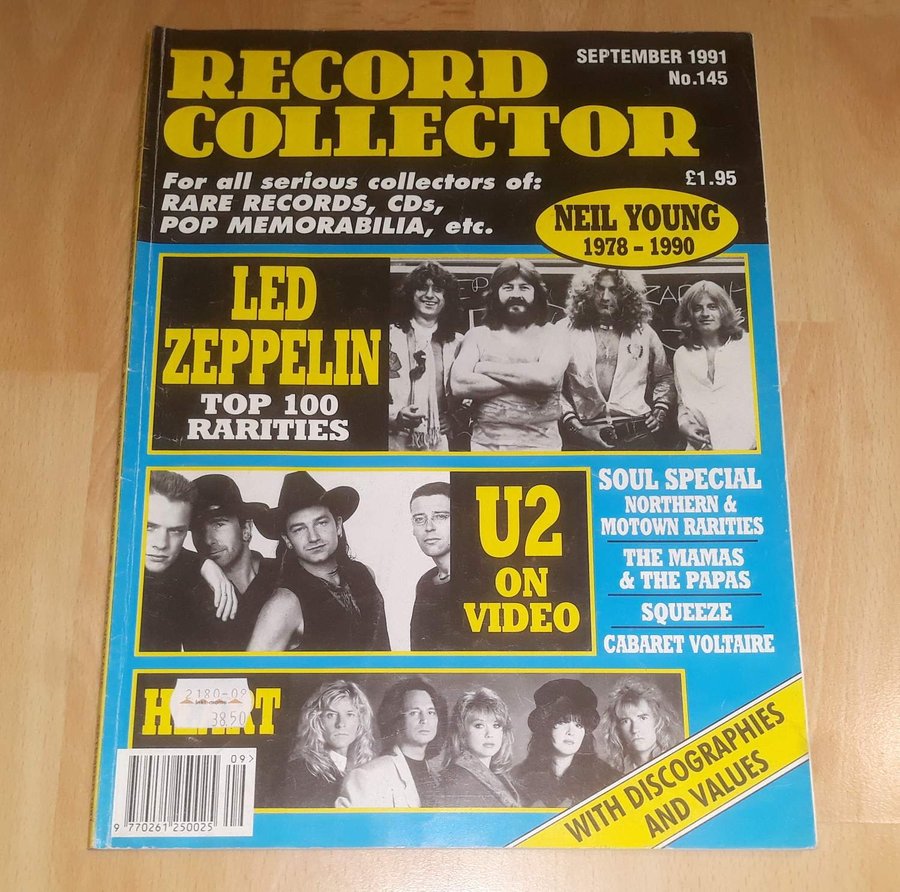 RECORD
COLLECTOR
SEPTEMBER 1991
No.145
£1.95
For all serious collectors of:
RARE RECORDS, CDs,
POP MEMORABILIA, etc.
NEIL YOUNG
1978 - 1990
LED
ZEPPELIN
TOP 100
RARITIES
U2
ON
VIDEO
SOUL SPECIAL
NORTHERN &
MOTOWN RARITIES
THE MAMAS
& THE PAPAS
SQUEEZE
CABARET VOLTAIRE
2180-09
38.50
09>
9 770261 250025
WITH DISCOGRAPHIES
AND VALUES